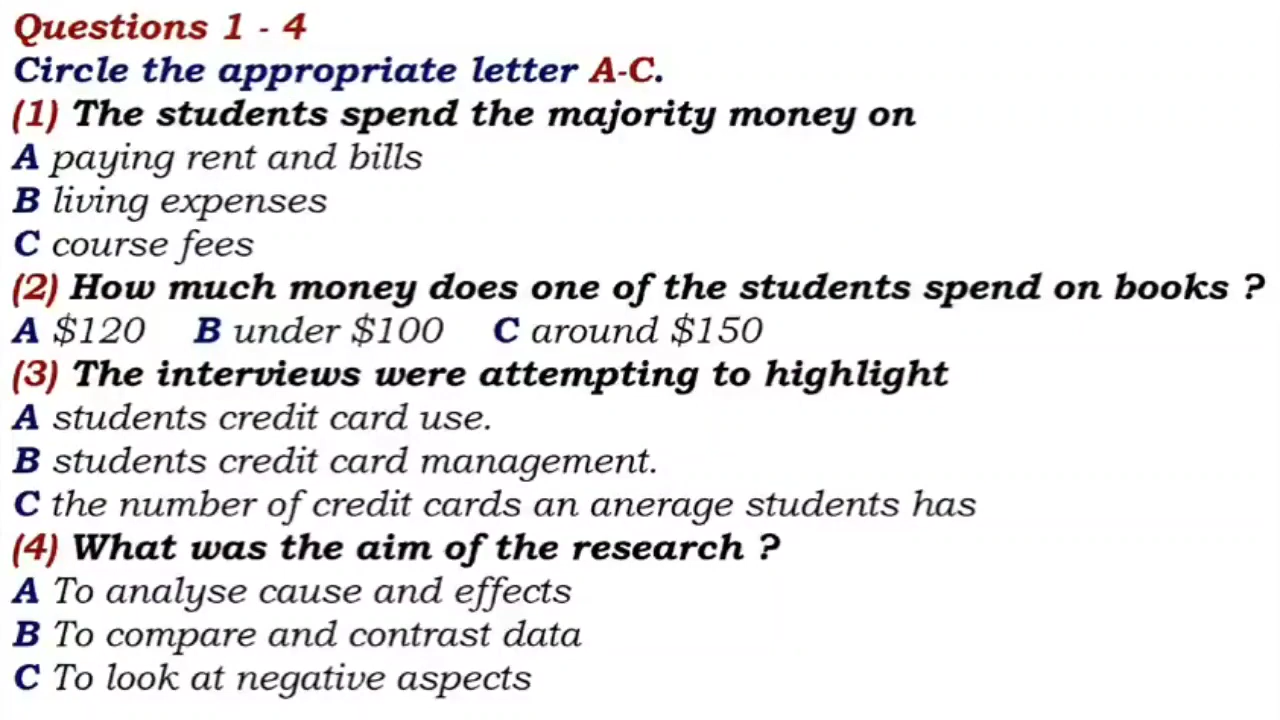 Questions 1 - 4
Circle the appropriate letter A-C.
(1) The students spend the majority money on
A paying rent and bills
B living expenses
C course fees
(2) How much money does one of the students spend on books ?
A $120 B under $100 C around $150
(3) The interviews were attempting to highlight
A students credit card use.
B students credit card management.
C the number of credit cards an anerage students has
(4) What was the aim of the research ?
A To analyse cause and effects
B To compare and contrast data
C To look at negative aspects